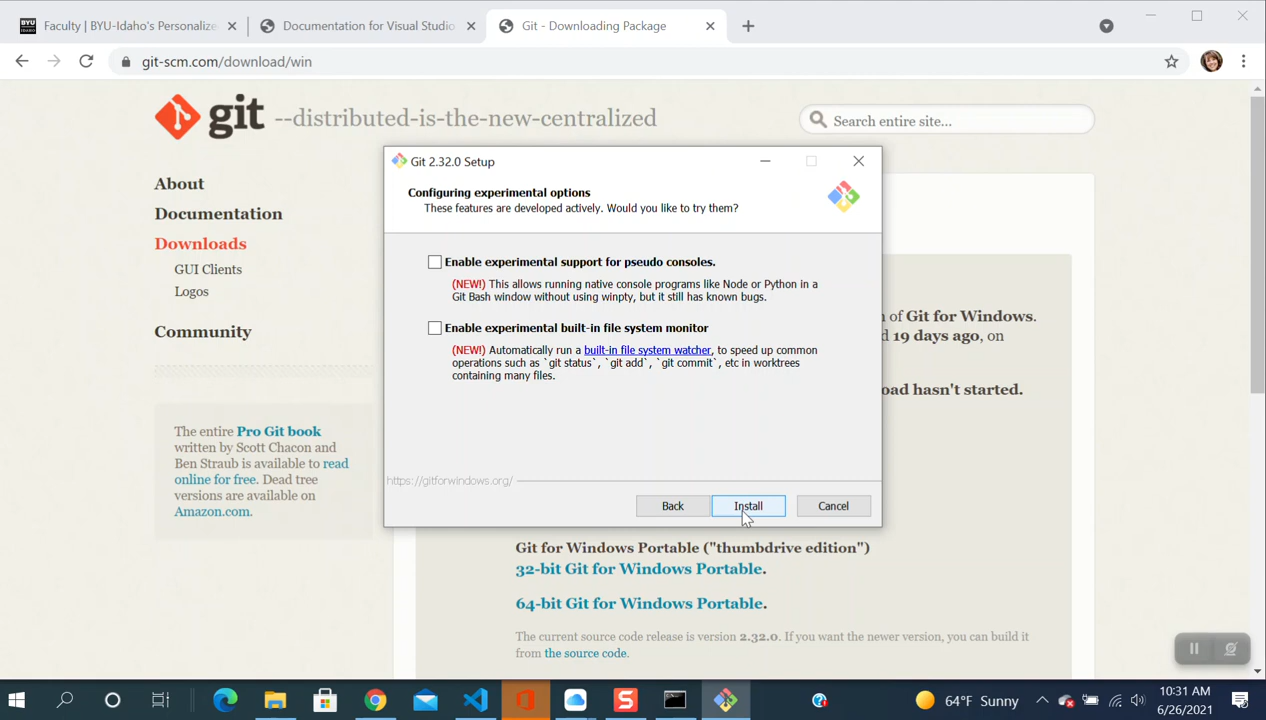 Faculty | BYU-Idaho's Personalize
Documentation for Visual Studio
Git - Downloading Package
git-scm.com/download/win
git --distributed-is-the-new-centralized
Search entire site...
About
Documentation
Downloads
GUI Clients
Logos
Community
The entire Pro Git book
written by Scott Chacon and
Ben Straub is available to read
online for free. Dead tree
versions are available on
Amazon.com.
Git 2.32.0 Setup
Configuring experimental options
These features are developed actively. Would you like to try them?
Enable experimental support for pseudo consoles.
(NEW!) This allows running native console programs like Node or Python in a
Git Bash window without using winpty, but it still has known bugs.
Enable experimental built-in file system monitor
(NEW!) Automatically run a built-in file system watcher, to speed up common
operations such as `git status`, `git add`, `git commit`, etc in worktrees
containing many files.
https://gitforwindows.org/
Back
Install
Cancel
n of Git for Windows.
d 19 days ago, on
oad hasn't started.
Git for Windows Portable ("thumbdrive edition")
32-bit Git for Windows Portable.
64-bit Git for Windows Portable.
The current source code release is version 2.32.0. If you want the newer version, you can build it
from the source code.
64°F Sunny
10:31 AM
6/26/2021